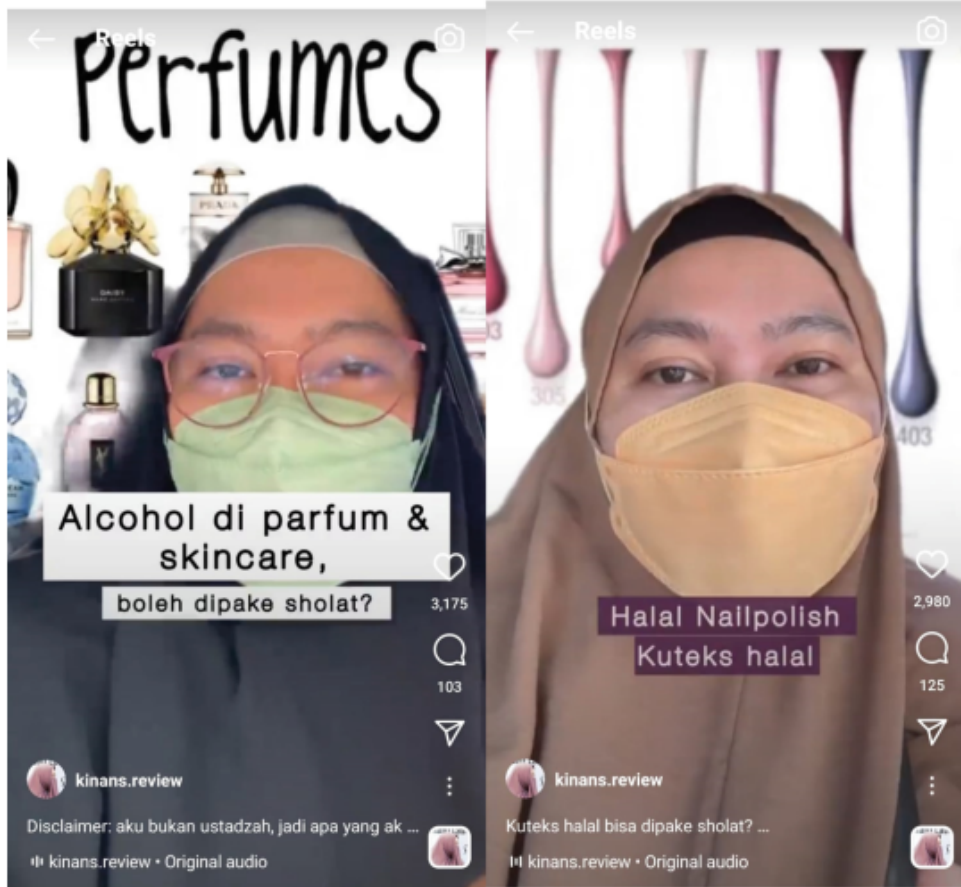 Reels
Perfumes
PRADA
DAISY
Alcohol di parfum &
skincare,
boleh dipake sholat?
3,175
103
kinans.review
Disclaimer: aku bukan ustadzah, jadi apa yang ak ...
kinans.review • Original audio
Reels
305
403
Halal Nailpolish
Kuteks halal
2,980
125
kinans.review
Kuteks halal bisa dipake sholat? ...
kinans.review • Original audio